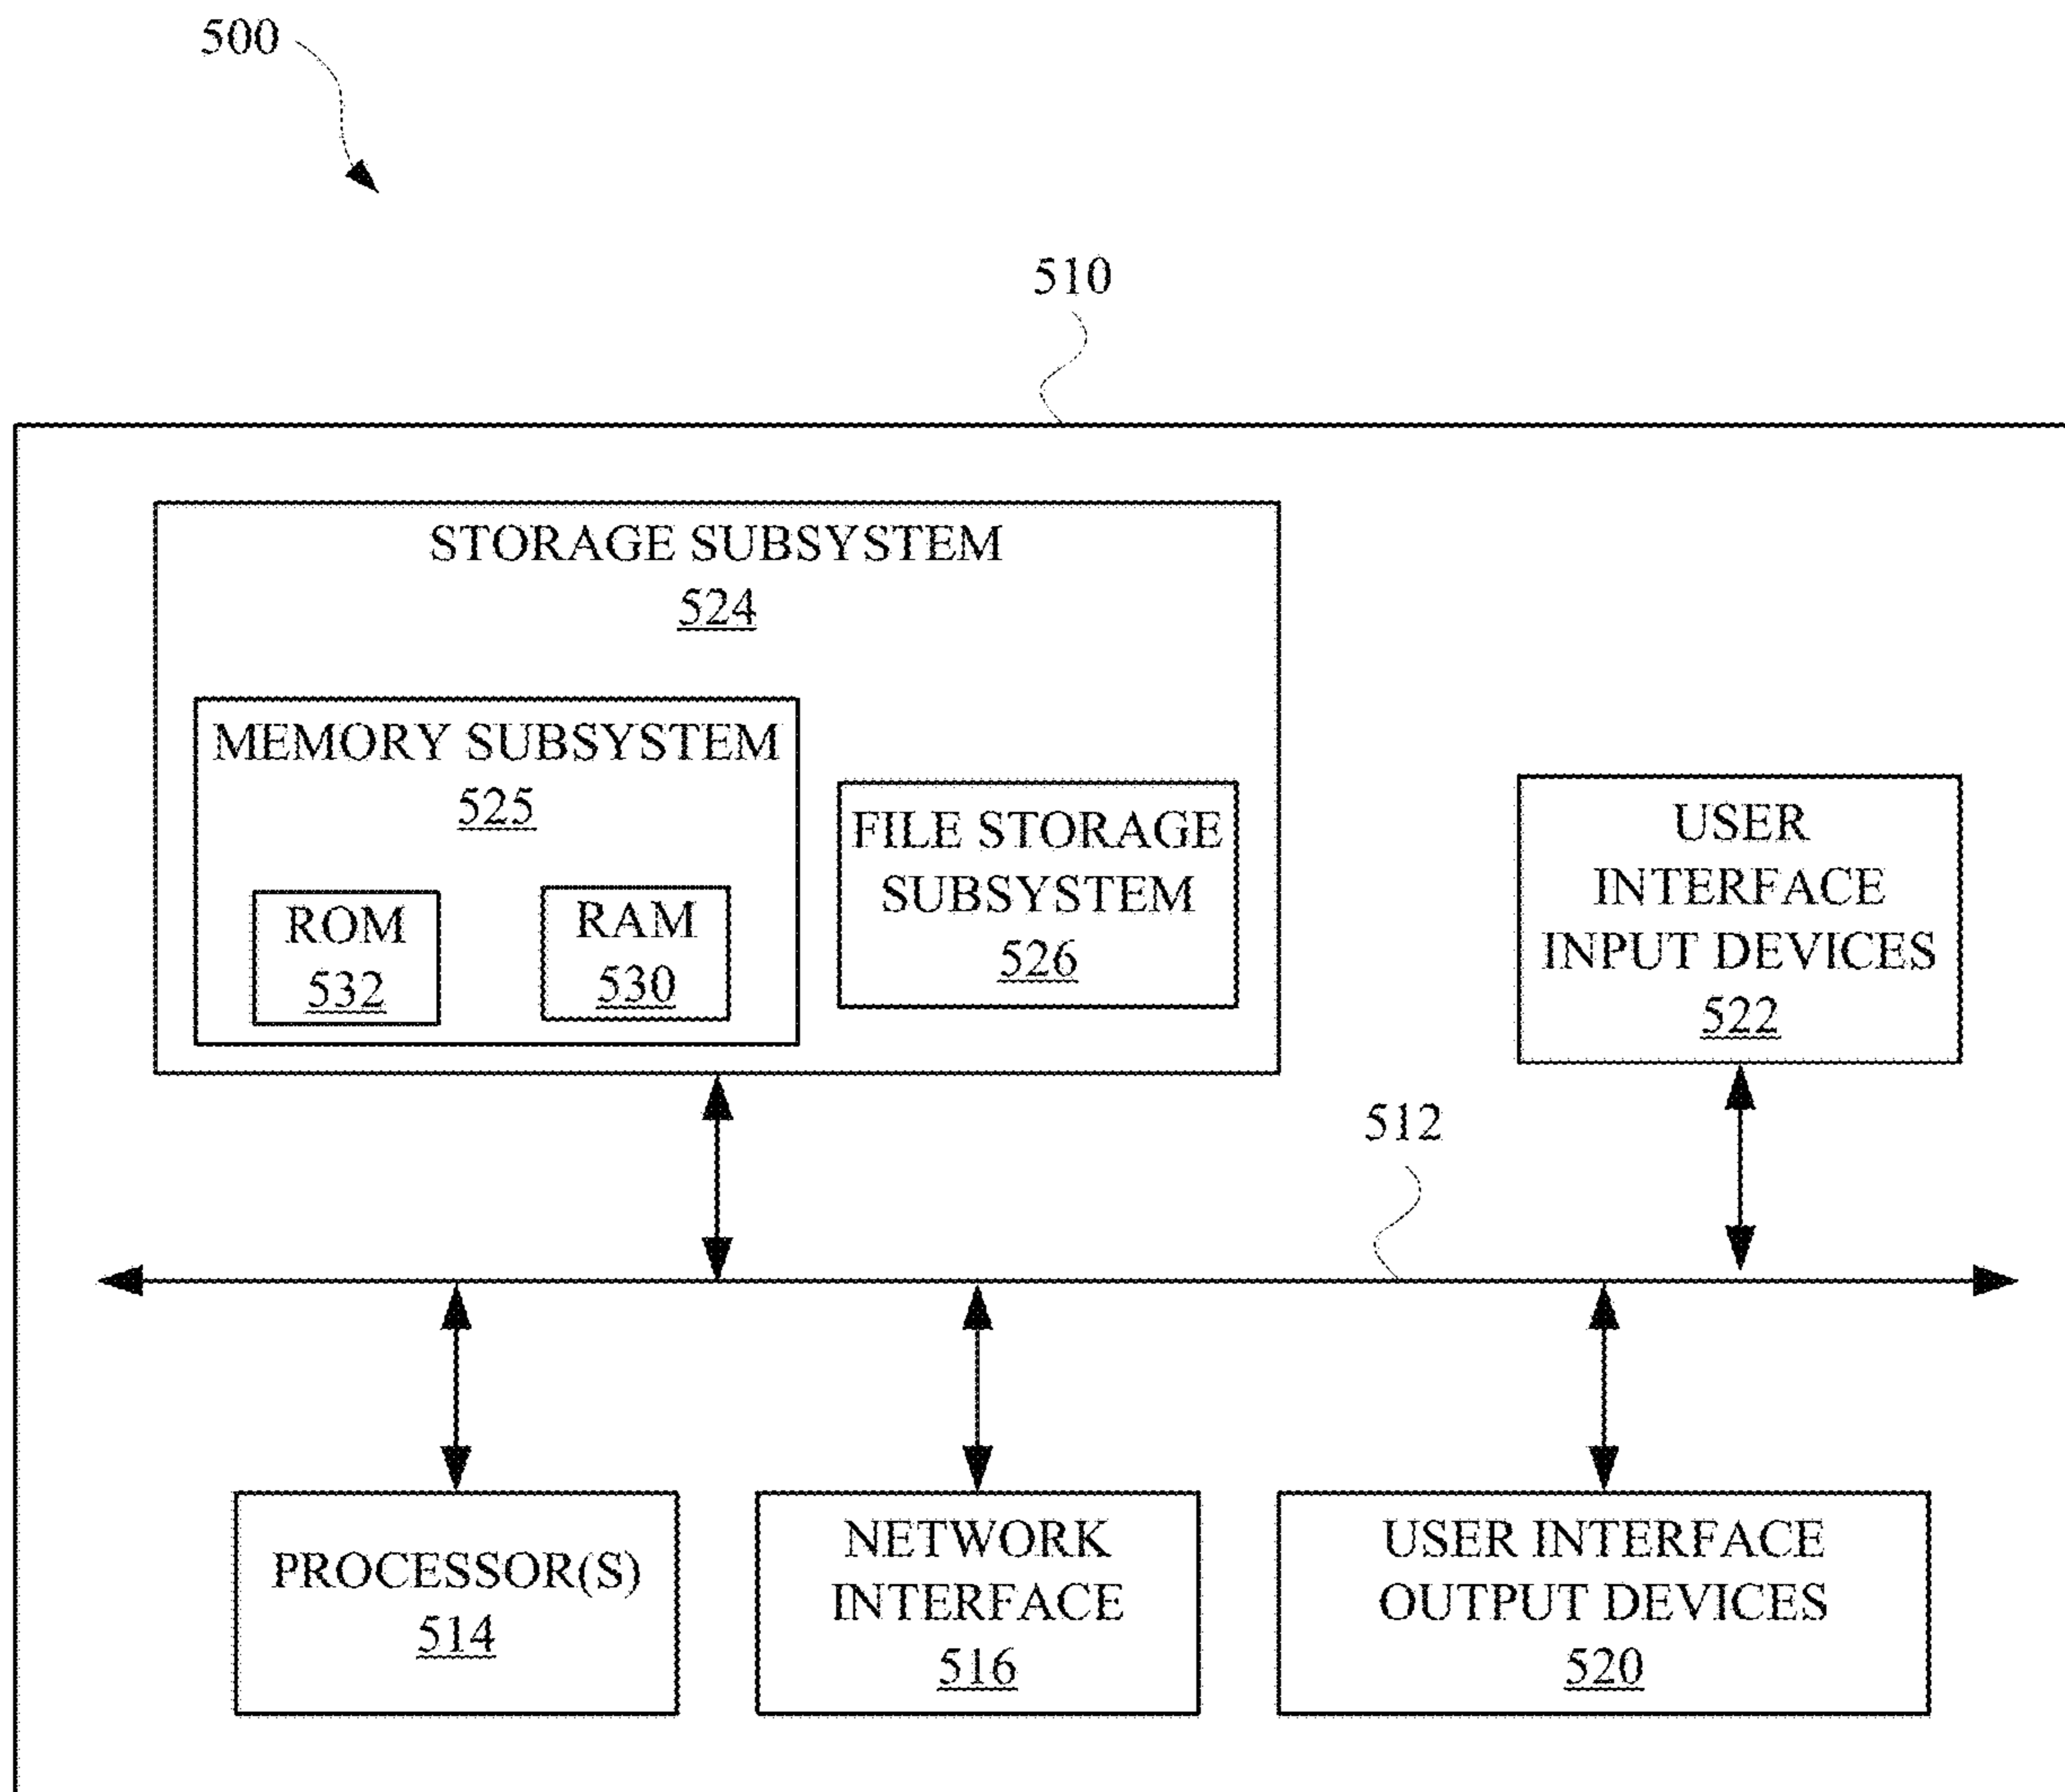 500
510
STORAGE SUBSYSTEM
524
MEMORY SUBSYSTEM
525
ROM
532
RAM
530
FILE STORAGE
SUBSYSTEM
526
USER
INTERFACE
INPUT DEVICES
522
512
PROCESSOR(S)
514
NETWORK
INTERFACE
516
USER INTERFACE
OUTPUT DEVICES
520